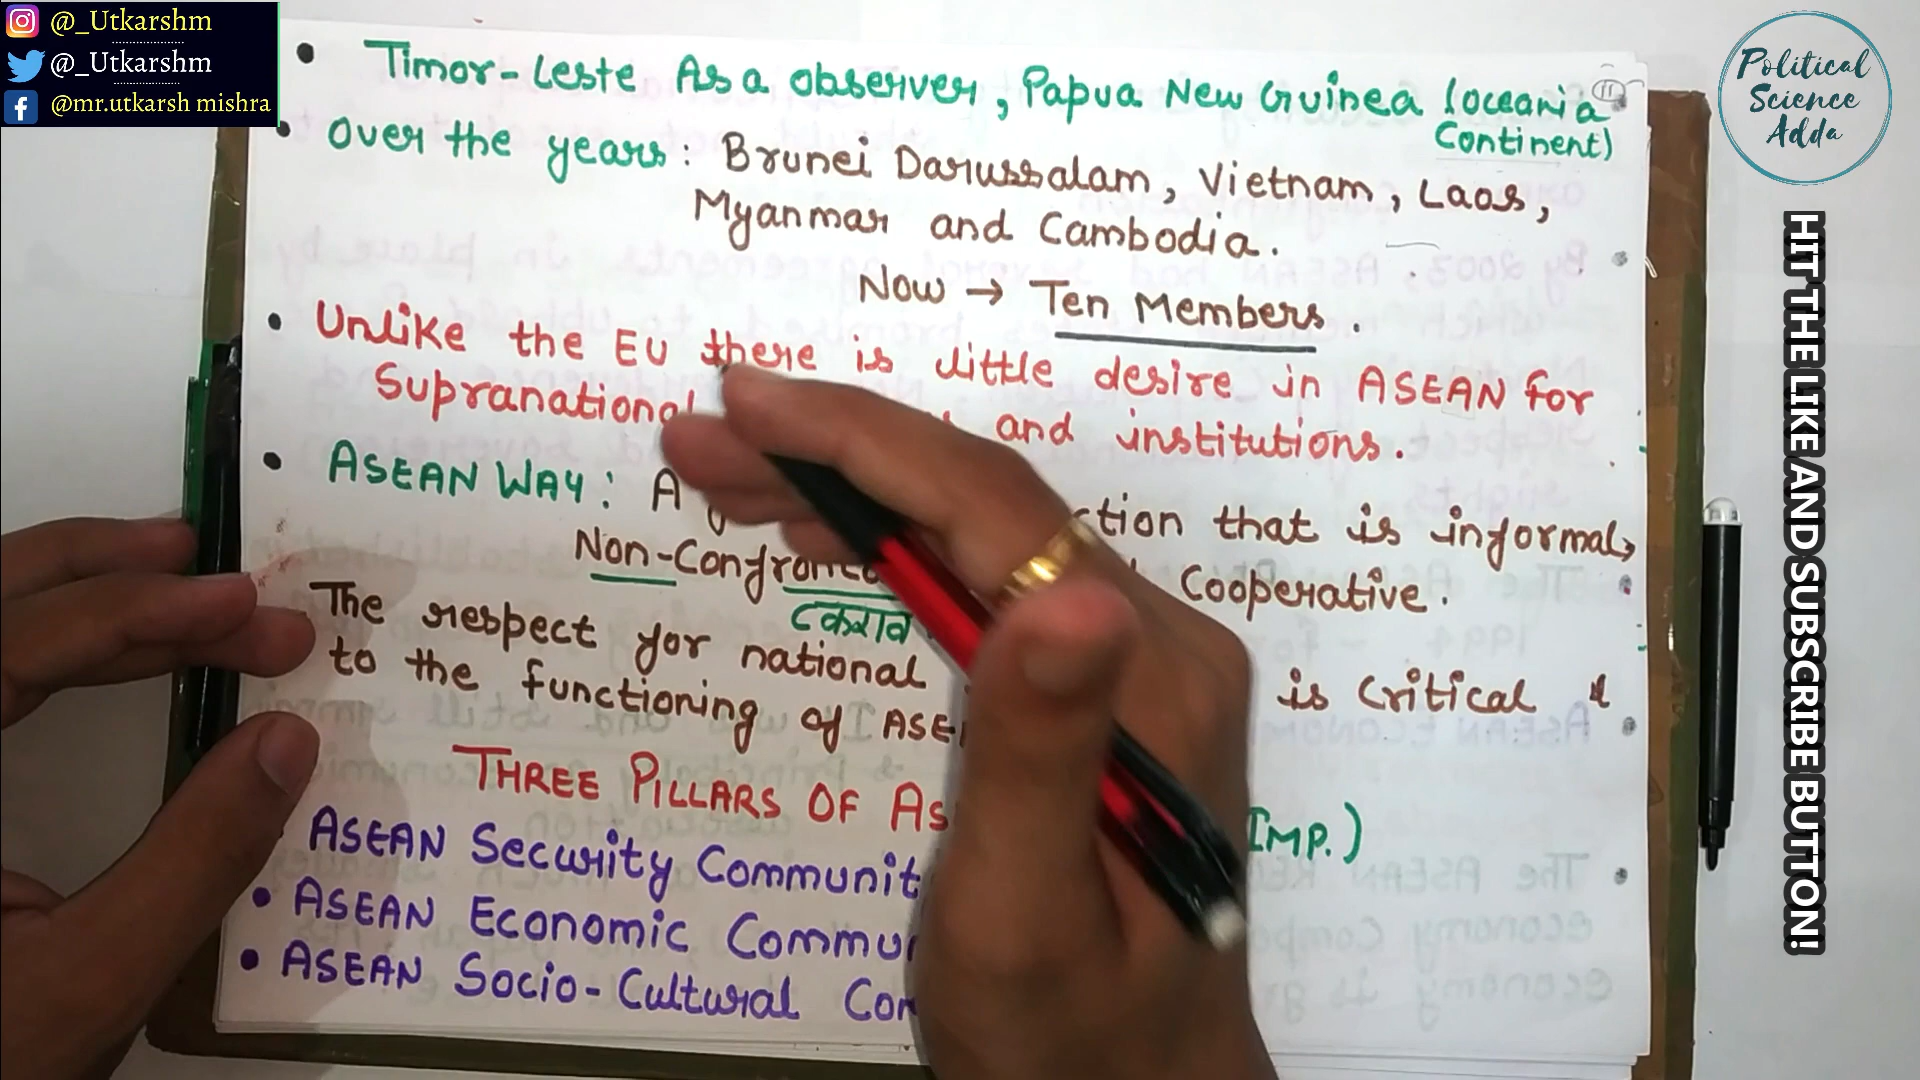 @_Utkarshm
@_Utkarshm
@mr.utkarsh mishra
Political
Science
Adda
HIT THE LIKE AND SUBSCRIBE BUTTON!
11
• Timor-Leste As a observer, Papua New Guinea (oceania
Continent)
• Over the years: Brunei Darussalam, Vietnam, Laos,
Myanmar and Cambodia.
Now → Ten Members.
• Unlike the EU there is little desire in ASEAN for
Supranational and institutions.
• ASEAN WAY: A ction that is informal,
Non-Confronta Cooperative.
टकराव
The respect for national is critical
to the functioning of ASE
THREE PILLARS OF AS IMP.)
ASEAN Security Communit
• ASEAN Economic Commun
• ASEAN Socio-Cultural Com